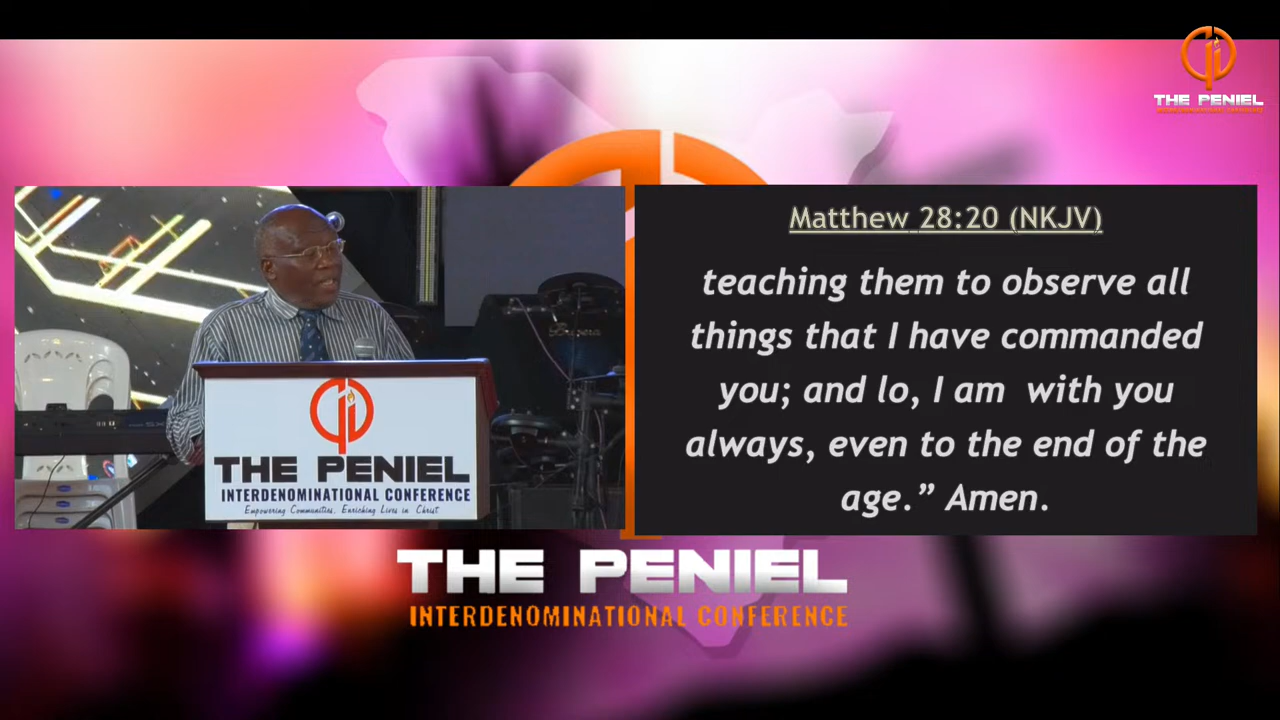 THE PENIEL
INTERDENOMINATIONAL CONFERENCE
Matthew 28:20 (NKJV)
teaching them to observe all
things that I have commanded
you; and lo, I am with you
always, even to the end of the
age.” Amen.
THE PENIEL
INTERDENOMINATIONAL CONFERENCE
Empowering Communities, Enriching Lives in Christ
THE PENIEL
INTERDENOMINATIONAL CONFERENCE